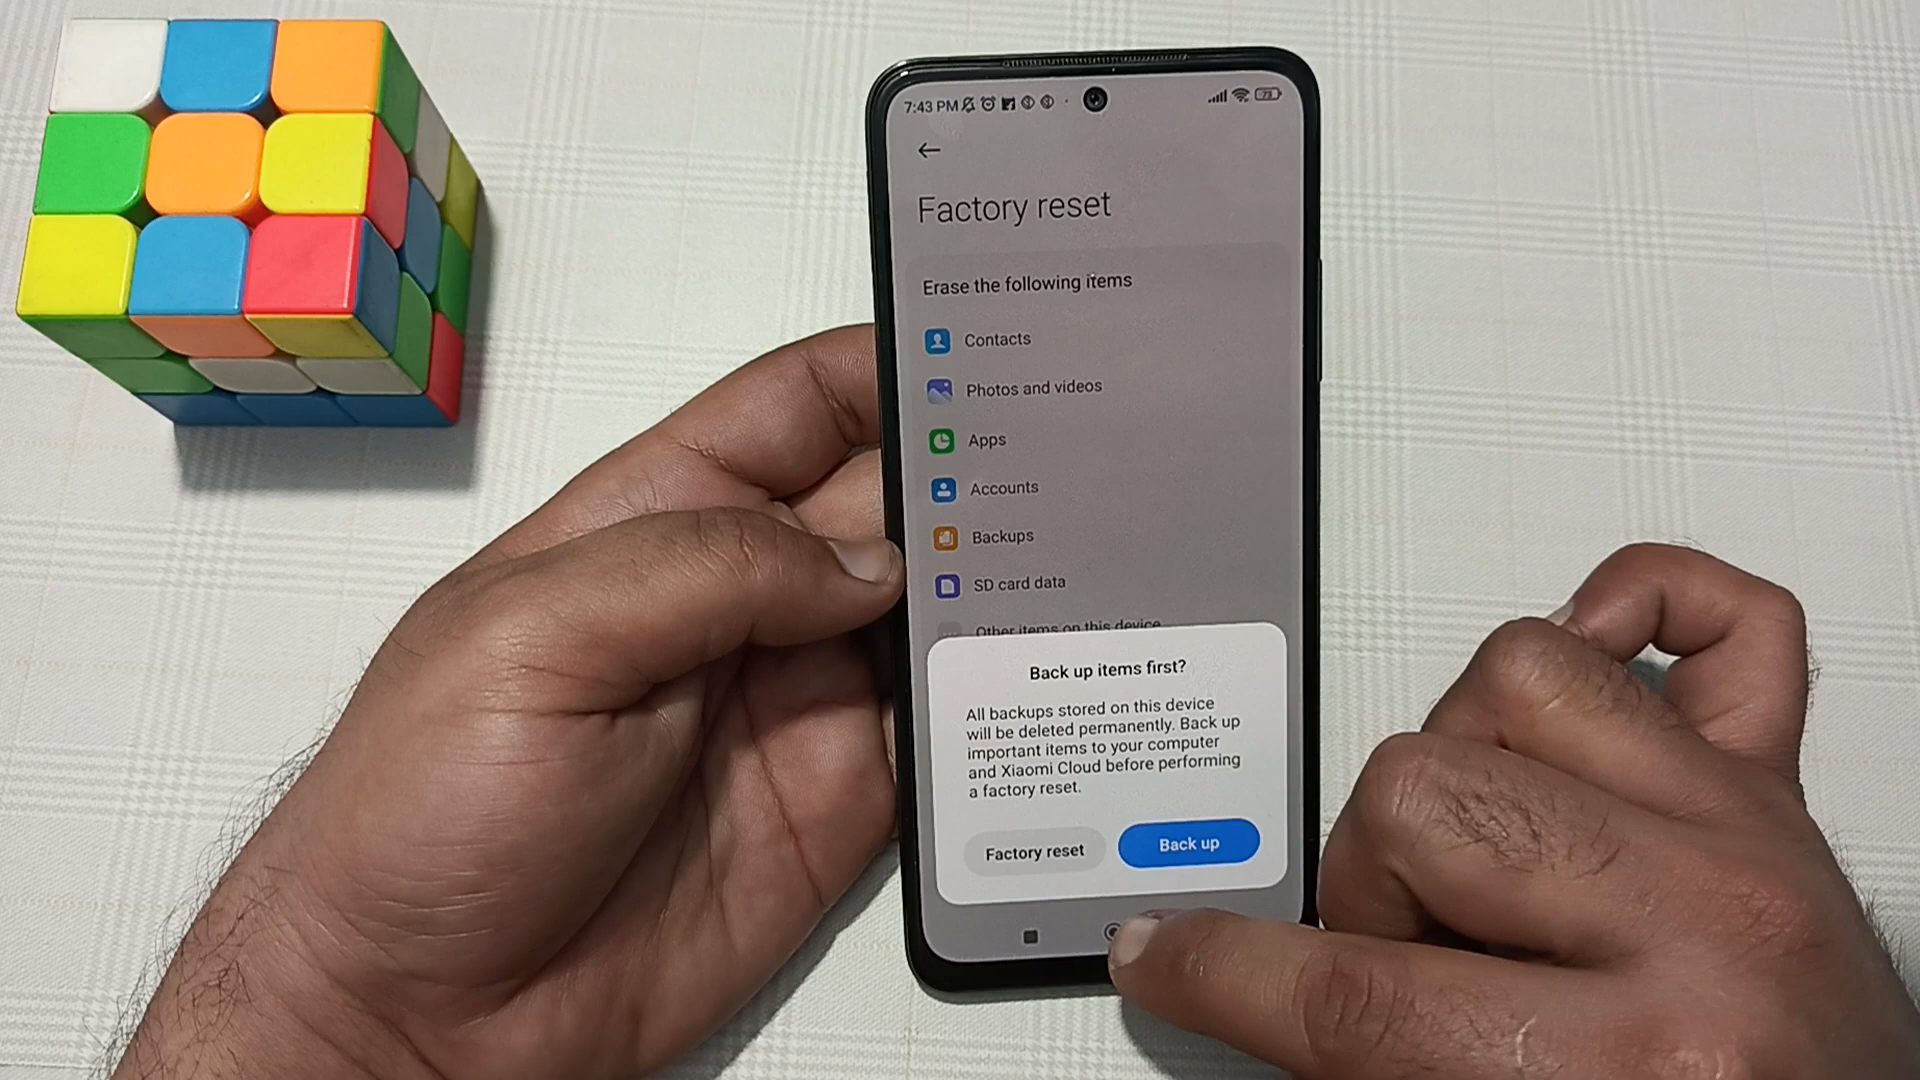 7:43 PM
73
Factory reset
Erase the following items
Contacts
Photos and videos
Apps
Accounts
Backups
SD card data
Other items on this device
Back up items first?
All backups stored on this device
will be deleted permanently. Back up
important items to your computer
and Xiaomi Cloud before performing
a factory reset.
Factory reset
Back up